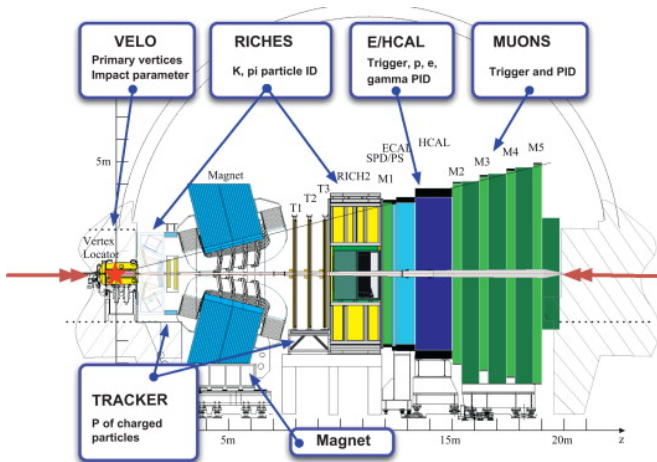 VELO
Primary vertices
Impact parameter
RICHES
K, pi particle ID
E/HCAL
Trigger, p, e,
gamma PID
MUONS
Trigger and PID
5m
Magnet
Vertex
Locator
T1
T2
T3
RICH2
M1
SPD/PS
ECAL
HCAL
M2
M3
M4
M5
TRACKER
P of charged
particles
Magnet
5m
15m
20m
z